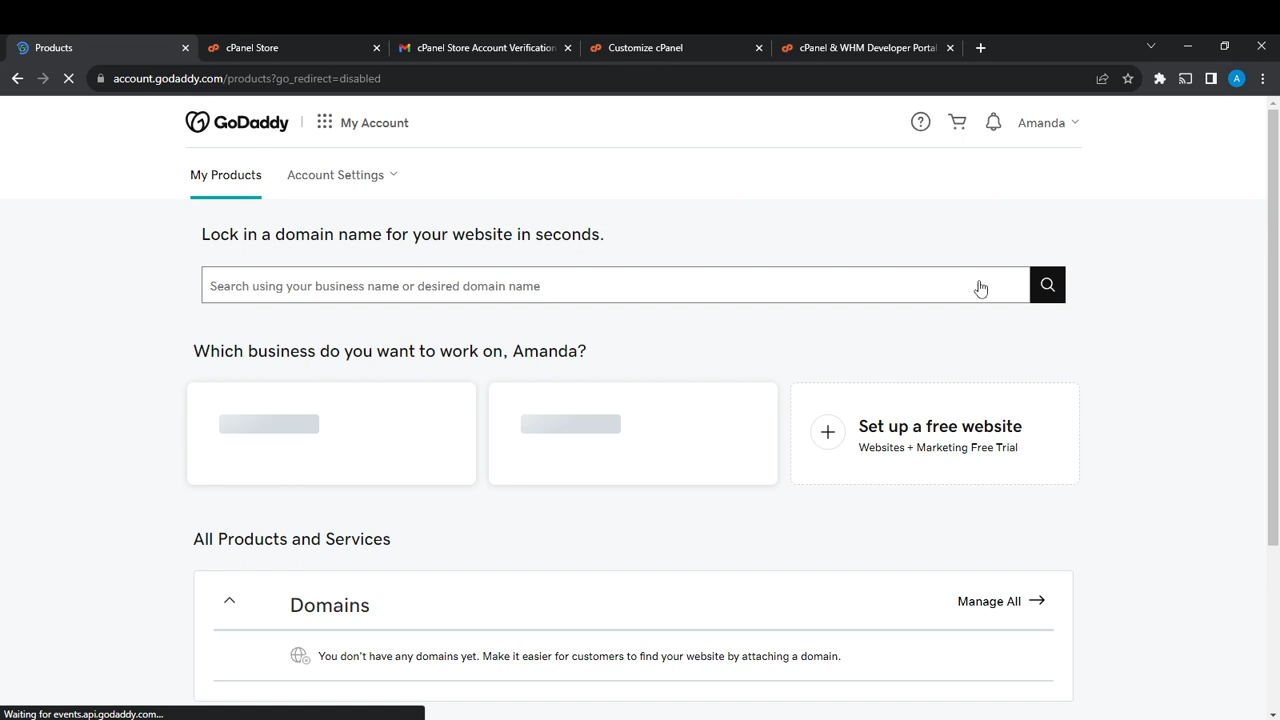 Products
cPanel Store
cPanel Store Account Verification
Customize cPanel
cPanel & WHM Developer Portal
account.godaddy.com/products?go_redirect=disabled
A
GoDaddy
My Account
Amanda
My Products
Account Settings
Lock in a domain name for your website in seconds.
Search using your business name or desired domain name
Which business do you want to work on, Amanda?
Set up a free website
Websites + Marketing Free Trial
All Products and Services
Domains
Manage All
You don't have any domains yet. Make it easier for customers to find your website by attaching a domain.
Waiting for events.api.godaddy.com...